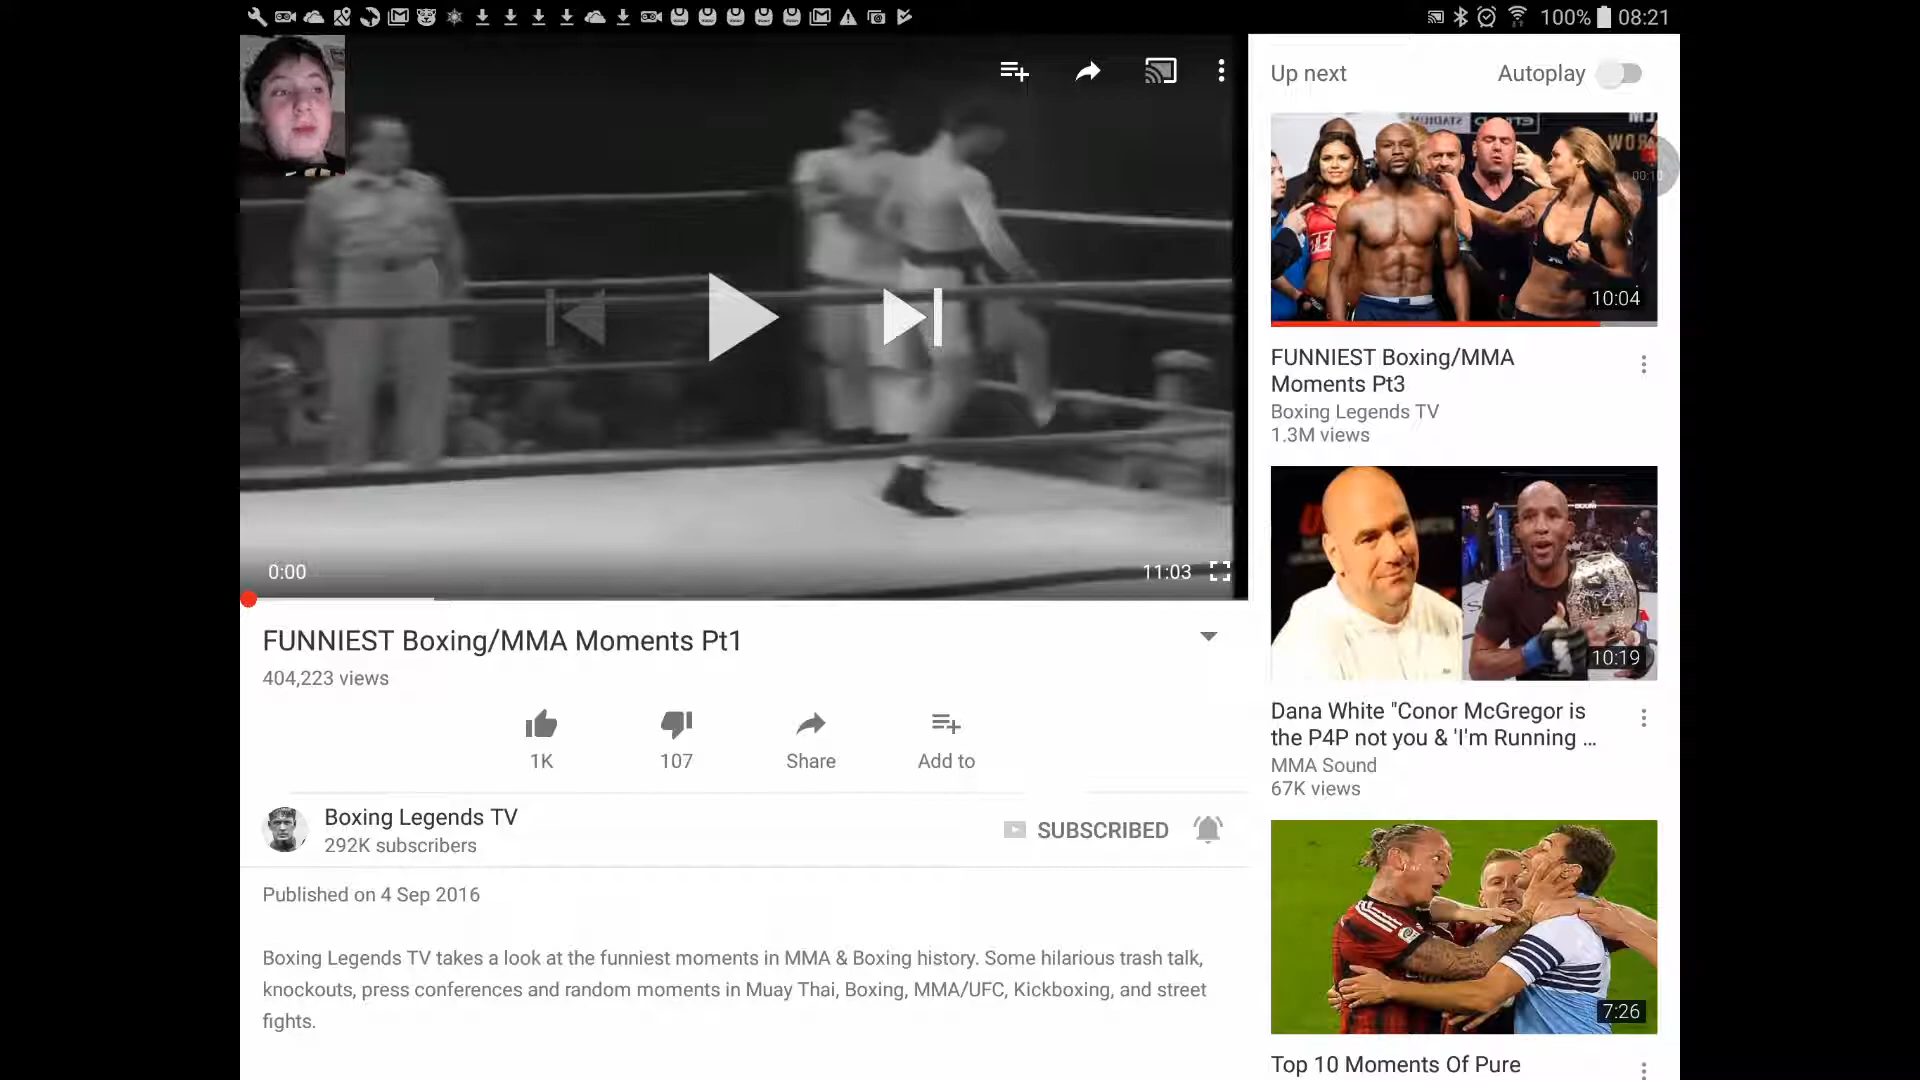 100% 08:21
Up next
Autoplay
00:10
10:04
FUNNIEST Boxing/MMA
Moments Pt3
Boxing Legends TV
1.3M views
10:19
Dana White "Conor McGregor is
the P4P not you & 'I'm Running ...
MMA Sound
67K views
7:26
Top 10 Moments Of Pure
0:00
11:03
FUNNIEST Boxing/MMA Moments Pt1
404,223 views
1K
107
Share
Add to
Boxing Legends TV
292K subscribers
SUBSCRIBED
Published on 4 Sep 2016
Boxing Legends TV takes a look at the funniest moments in MMA & Boxing history. Some hilarious trash talk,
knockouts, press conferences and random moments in Muay Thai, Boxing, MMA/UFC, Kickboxing, and street
fights.